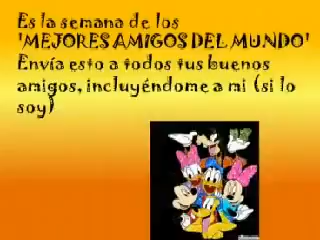 Es la semana de los
'MEJORES AMIGOS DEL MUNDO'
Envía esto a todos tus buenos
amigos, incluyéndome a mi (si lo
soy)